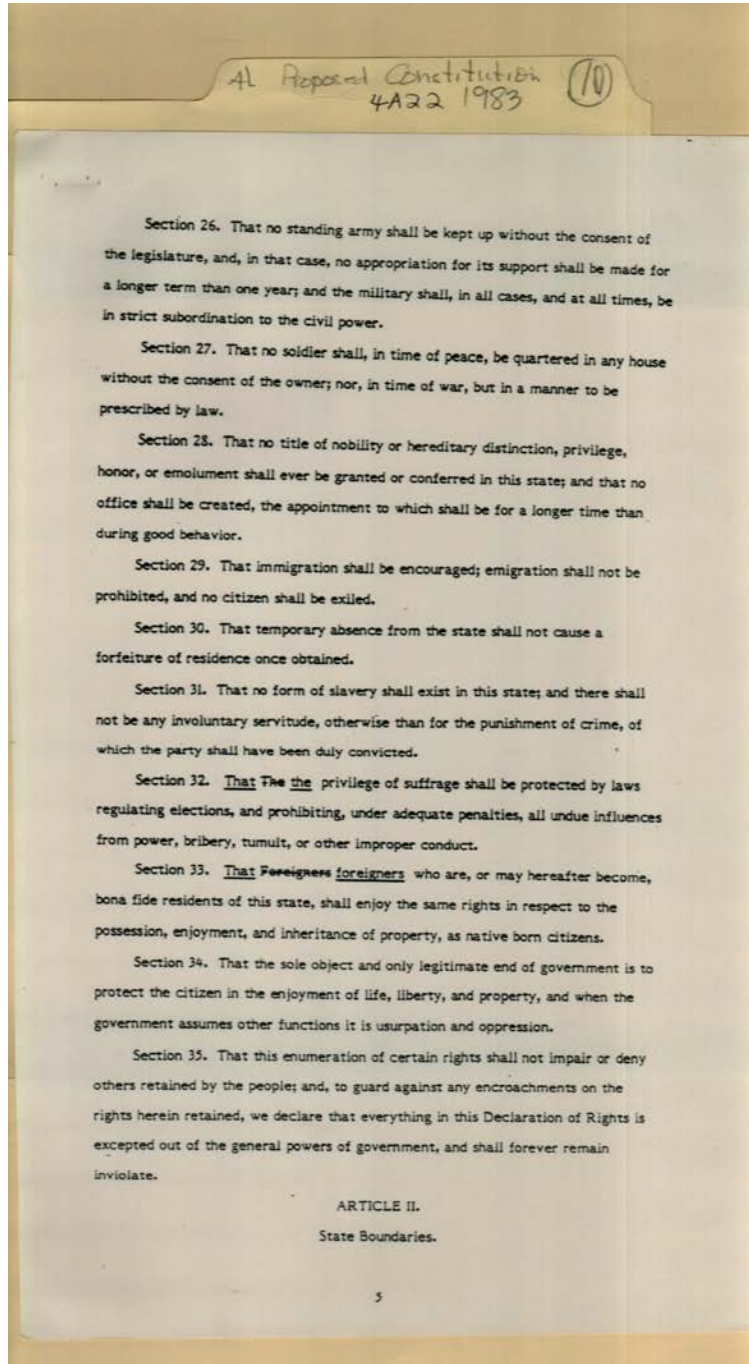 AL Proposed Constitution 10
4A22 1983
Section 26. That no standing army shall be kept up without the consent of
the legislature, and, in that case, no appropriation for its support shall be made for
a longer term than one year; and the military shall, in all cases, and at all times, be
in strict subordination to the civil power.
Section 27. That no soldier shall, in time of peace, be quartered in any house
without the consent of the owner; nor, in time of war, but in a manner to be
prescribed by law.
Section 28. That no title of nobility or hereditary distinction, privilege,
honor, or emolument shall ever be granted or conferred in this state; and that no
office shall be created, the appointment to which shall be for a longer time than
during good behavior.
Section 29. That immigration shall be encouraged; emigration shall not be
prohibited, and no citizen shall be exiled.
Section 30. That temporary absence from the state shall not cause a
forfeiture of residence once obtained.
Section 31. That no form of slavery shall exist in this state; and there shall
not be any involuntary servitude, otherwise than for the punishment of crime, of
which the party shall have been duly convicted.
Section 32. That The the privilege of suffrage shall be protected by laws
regulating elections, and prohibiting, under adequate penalties, all undue influences
from power, bribery, tumult, or other improper conduct.
Section 33. That Foreigners foreigners who are, or may hereafter become,
bona fide residents of this state, shall enjoy the same rights in respect to the
possession, enjoyment, and inheritance of property, as native born citizens.
Section 34. That the sole object and only legitimate end of government is to
protect the citizen in the enjoyment of life, liberty, and property, and when the
government assumes other functions it is usurpation and oppression.
Section 35. That this enumeration of certain rights shall not impair or deny
others retained by the people; and, to guard against any encroachments on the
rights herein retained, we declare that everything in this Declaration of Rights is
excepted out of the general powers of government, and shall forever remain
inviolate.
ARTICLE II.
State Boundaries.
5